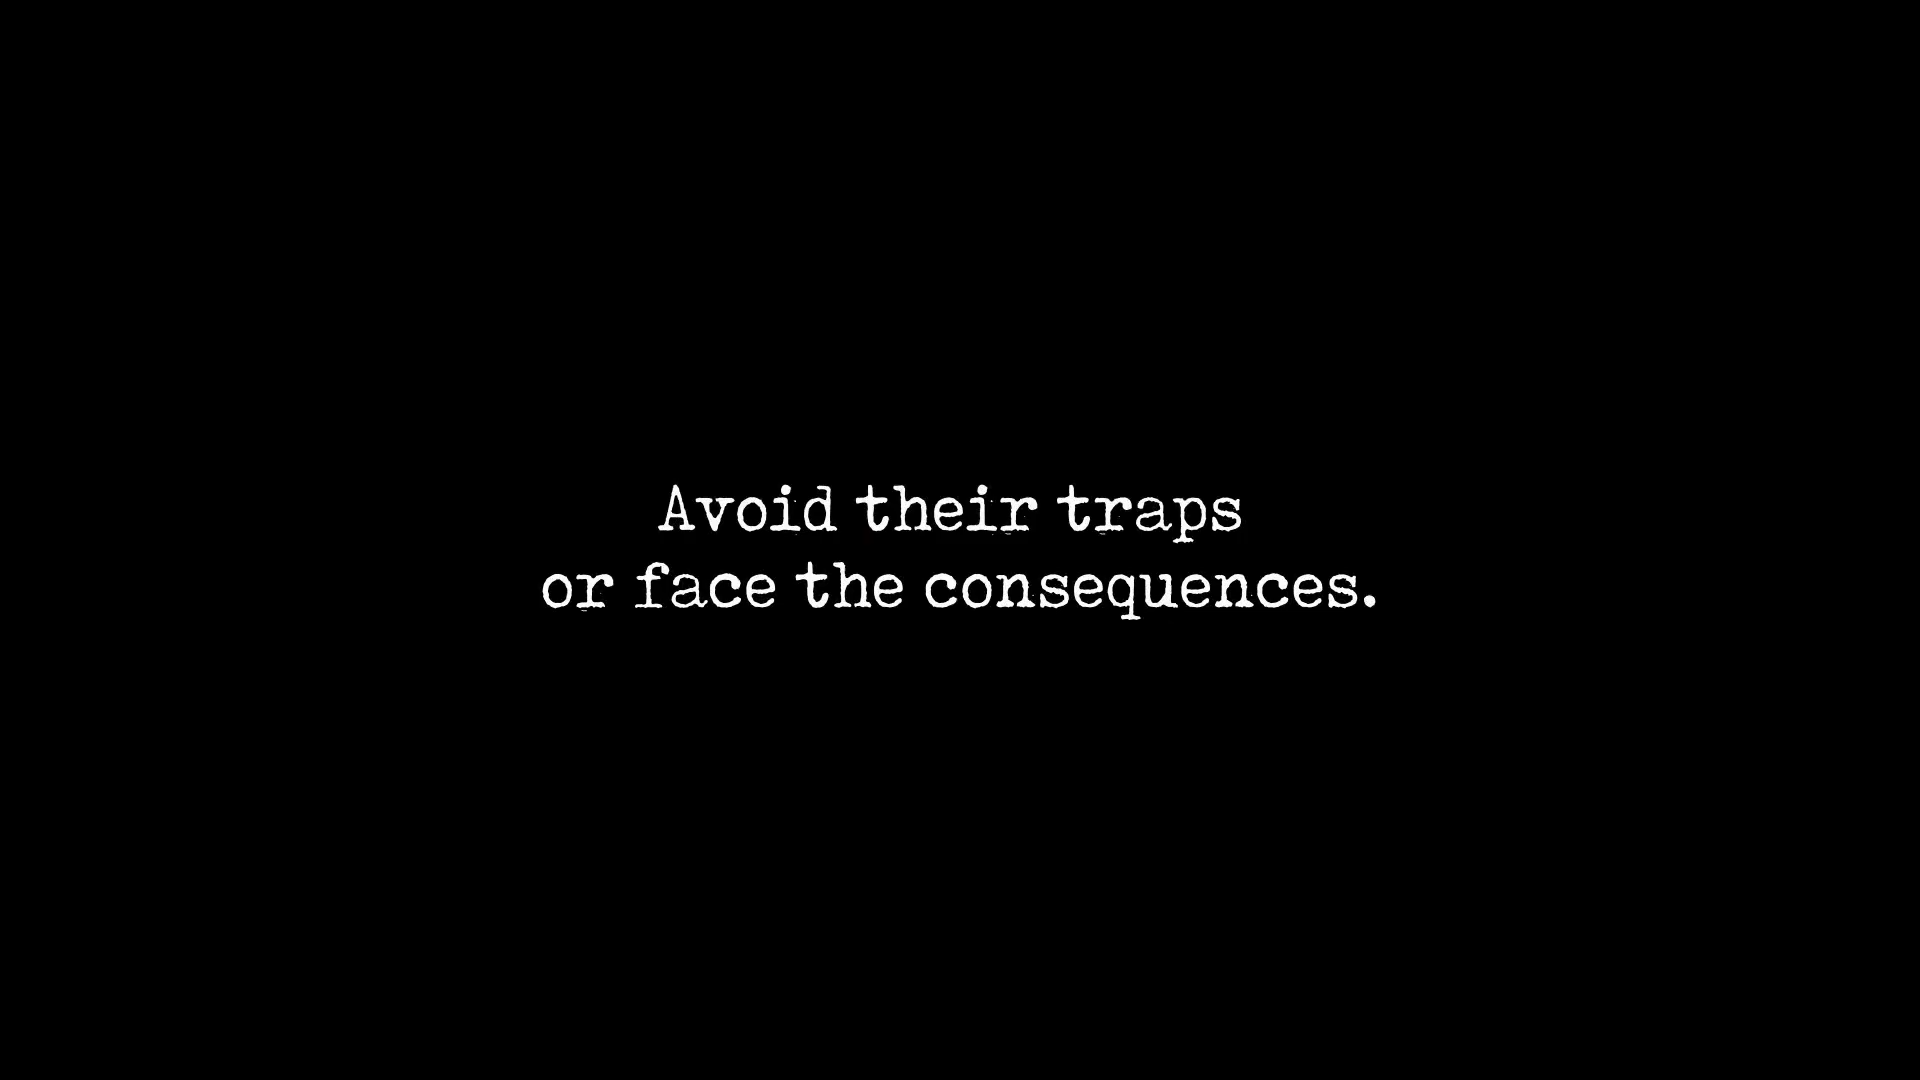 Avoid their traps
or face the consequences.